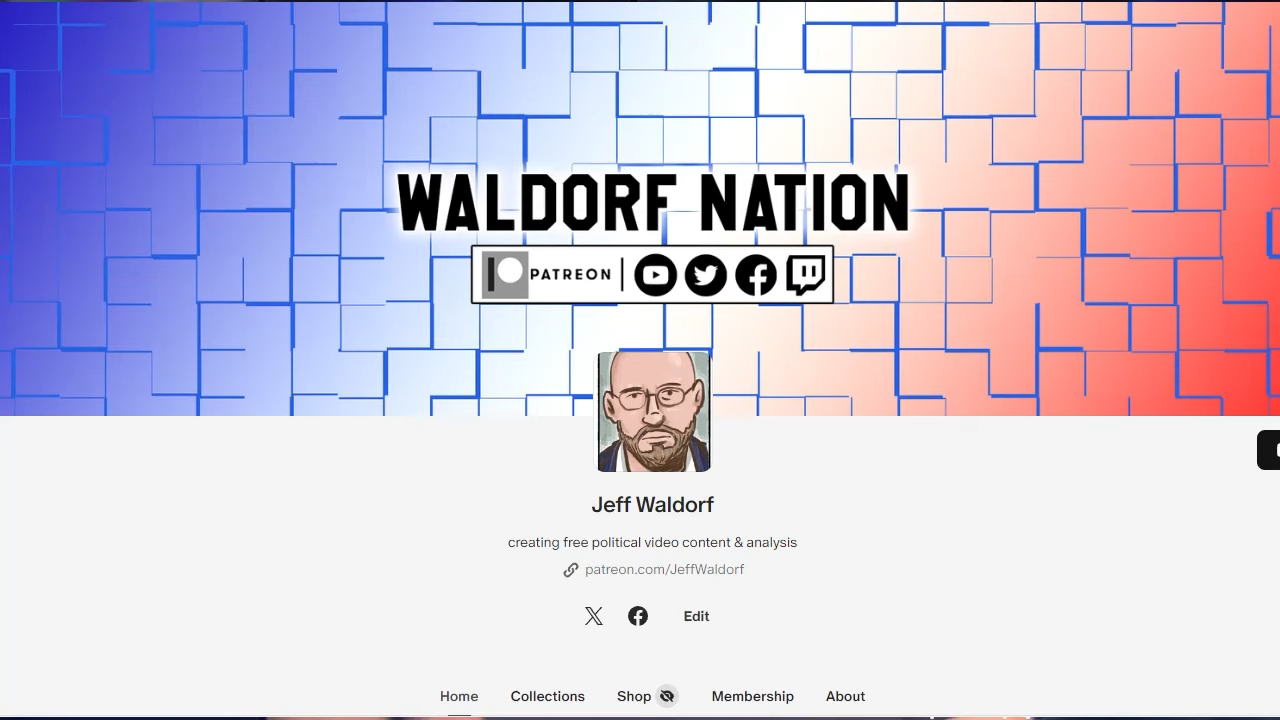 WALDORF NATION
PATREON
Jeff Waldorf
creating free political video content & analysis
patreon.com/JeffWaldorf
Edit
Home Collections Shop Membership About